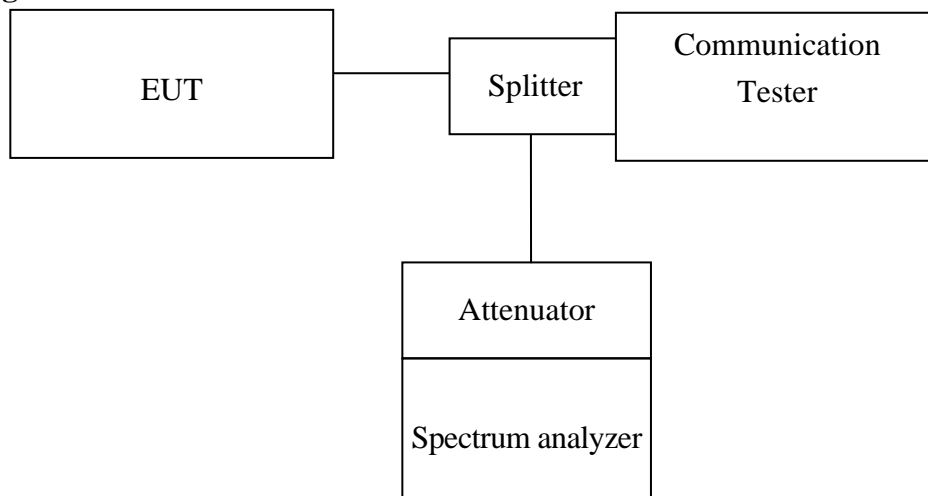 EUT
Splitter
Communication
Tester
Attenuator
Spectrum analyzer